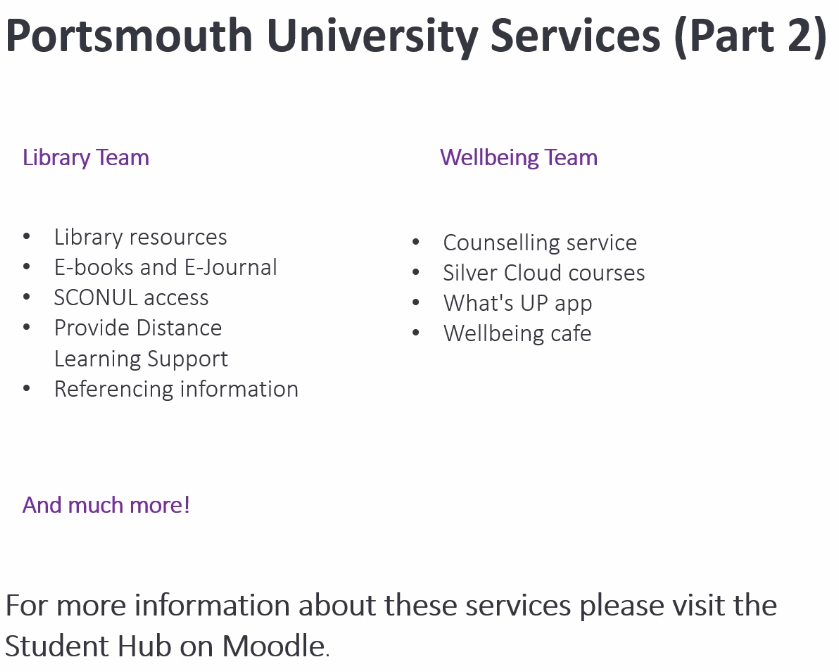 Portsmouth University Services (Part 2)
Library Team
• Library resources
• E-books and E-Journal
• SCONUL access
• Provide Distance
Learning Support
• Referencing information
Wellbeing Team
• Counselling service
• Silver Cloud courses
• What's UP app
• Wellbeing cafe
And much more!
For more information about these services please visit the
Student Hub on Moodle.